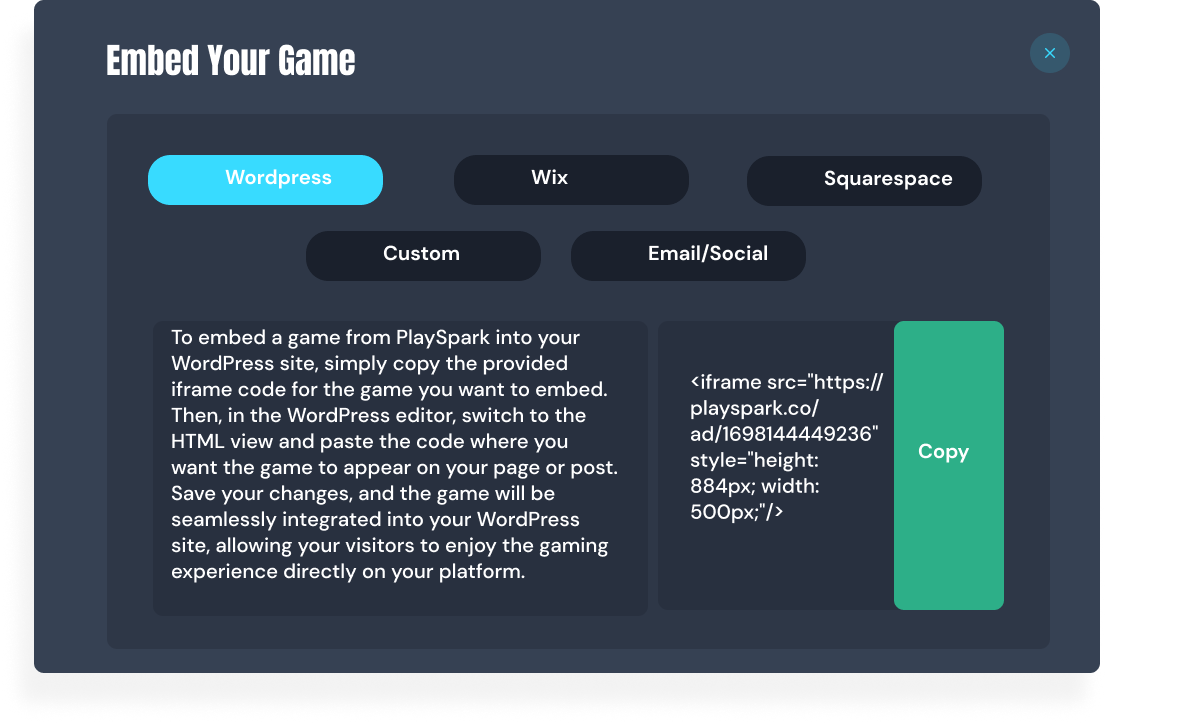 Embed Your Game
×
Wordpress
Wix
Squarespace
Custom
Email/Social
To embed a game from PlaySpark into your
WordPress site, simply copy the provided
iframe code for the game you want to embed.
Then, in the WordPress editor, switch to the
HTML view and paste the code where you
want the game to appear on your page or post.
Save your changes, and the game will be
seamlessly integrated into your WordPress
site, allowing your visitors to enjoy the gaming
experience directly on your platform.
<iframe src="https://
playspark.co/
ad/1698144449236"
style="height:
884px; width:
500px;"/>
Copy